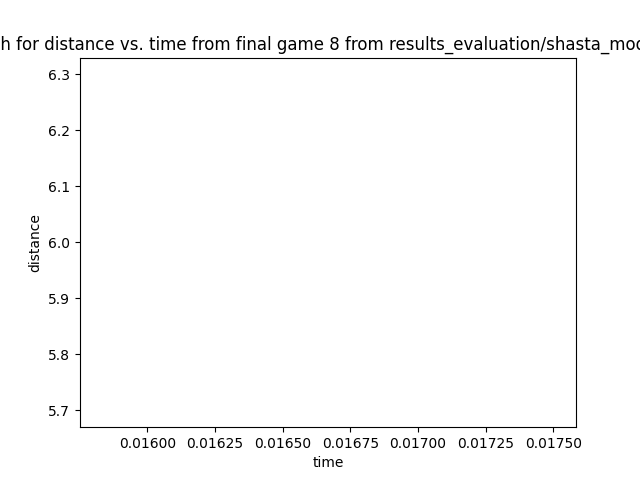 h for distance vs. time from final game 8 from results_evaluation/shasta_mo
6.3
6.2
6.1
6.0
5.9
5.8
5.7
distance
0.01600 0.01625 0.01650 0.01675 0.01700 0.01725 0.01750
time